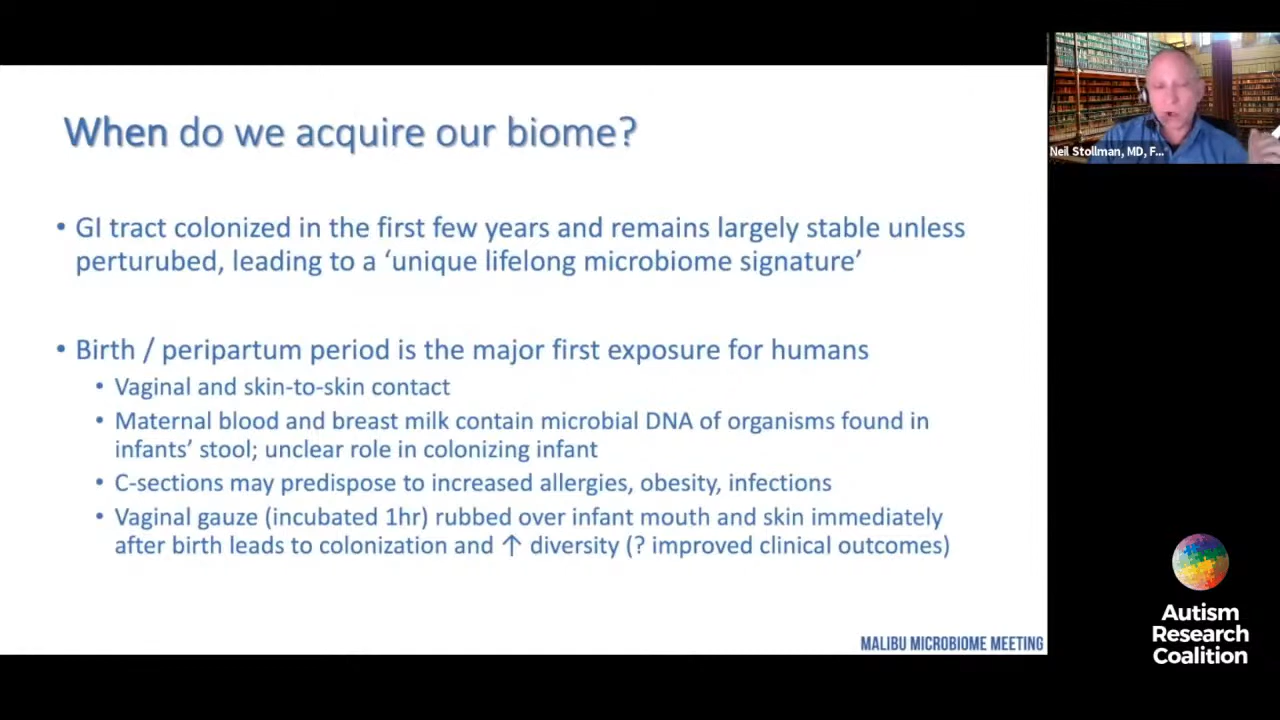 When do we acquire our biome?
• GI tract colonized in the first few years and remains largely stable unless
perturubed, leading to a ‘unique lifelong microbiome signature’
• Birth / peripartum period is the major first exposure for humans
• Vaginal and skin-to-skin contact
• Maternal blood and breast milk contain microbial DNA of organisms found in
infants’ stool; unclear role in colonizing infant
• C-sections may predispose to increased allergies, obesity, infections
• Vaginal gauze (incubated 1hr) rubbed over infant mouth and skin immediately
after birth leads to colonization and ↑ diversity (? improved clinical outcomes)
MALIBU MICROBIOME MEETING
Neil Stollman, MD, F...
Autism
Research
Coalition